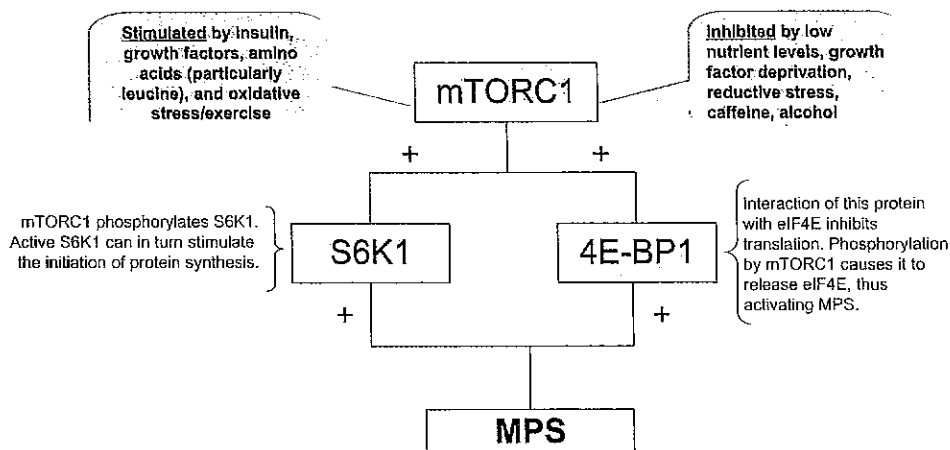 Stimulated by insulin,
growth factors, amino
acids (particularly
leucine), and oxidative
stress/exercise
mTORC1
Inhibited by low
nutrient levels, growth
factor deprivation,
reductive stress,
caffeine, alcohol
+ +
mTORC1 phosphorylates S6K1.
Active S6K1 can in turn stimulate
the initiation of protein synthesis.
S6K1
4E-BP1
Interaction of this protein
with eIF4E inhibits
translation. Phosphorylation
by mTORC1 causes it to
release eIF4E, thus
activating MPS.
+ +
MPS